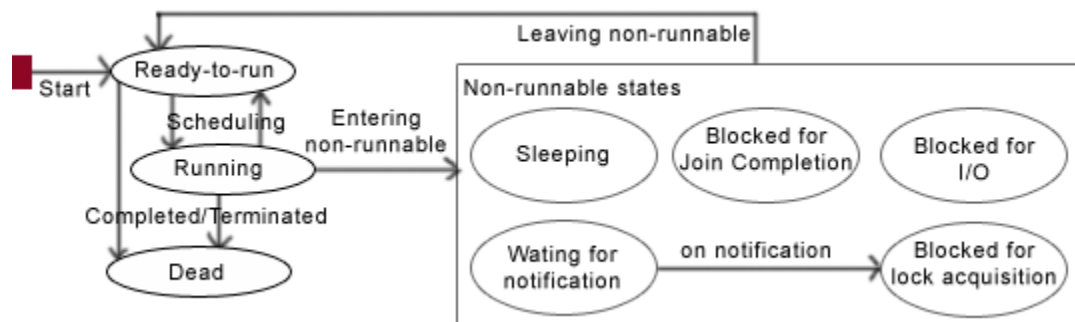 Leaving non-runnable
Ready-to-run
Start
Non-runnable states
Scheduling
Entering
non-runnable
Sleeping
Blocked for
Join Completion
Blocked for
I/O
Running
Completed/Terminated
Wating for
notification
on notification
Blocked for
lock acquisition
Dead